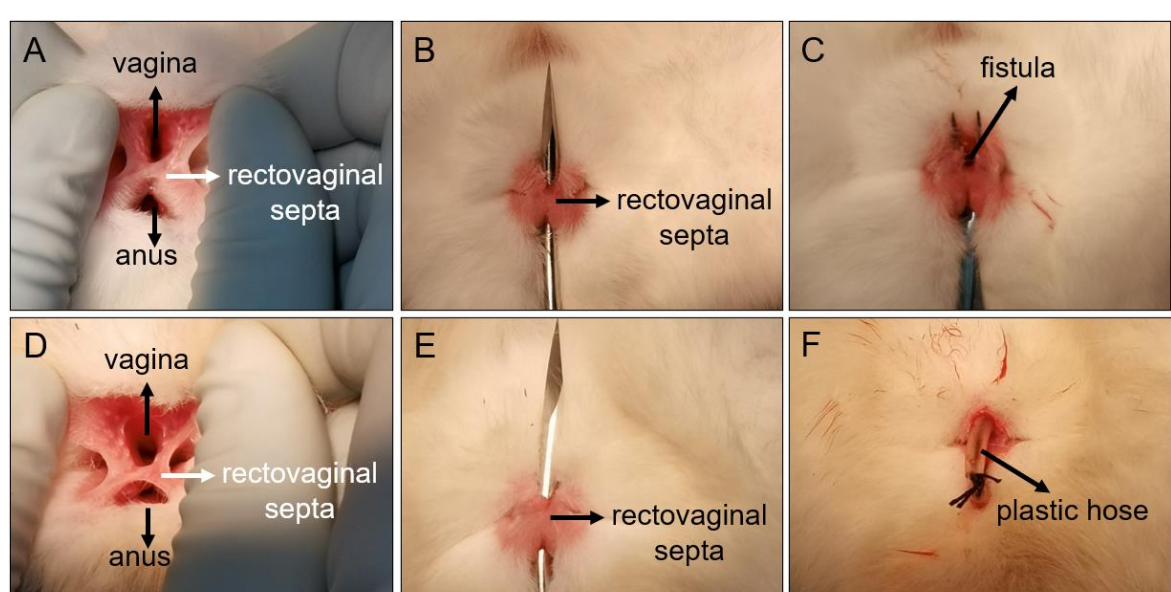 A
vagina
rectovaginal
septa
anus
B
rectovaginal
septa
C
fistula
D
vagina
rectovaginal
septa
anus
E
rectovaginal
septa
F
plastic hose